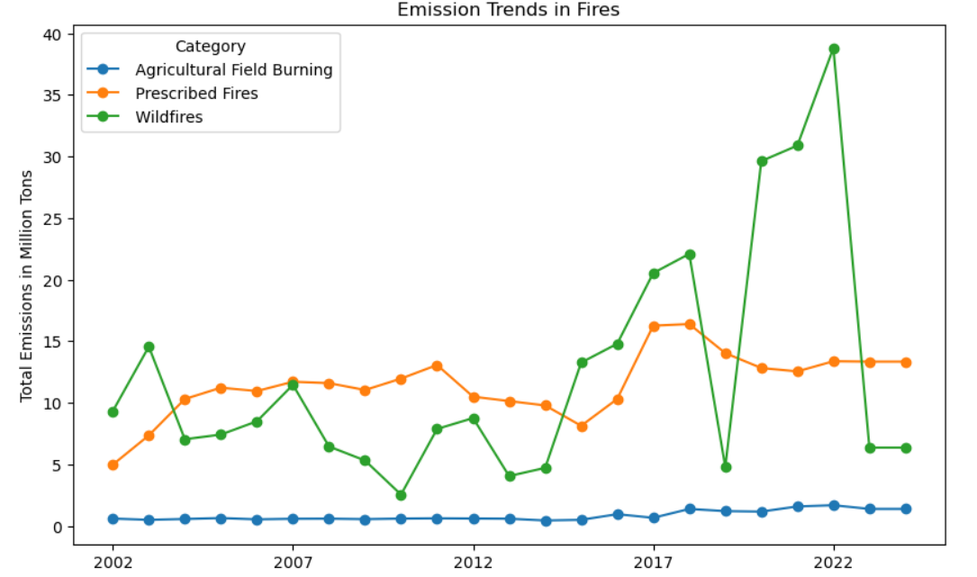 Emission Trends in Fires
Category
Agricultural Field Burning
Prescribed Fires
Wildfires
Total Emissions in Million Tons
40
35
30
25
20
15
10
5
0
2002 2007 2012 2017 2022